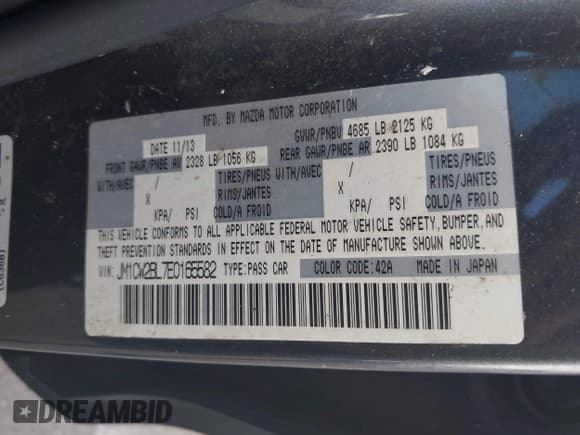 MFD. BY MAZDA MOTOR CORPORATION
DATE 11/13 GVWR/PNBV 4685 LB 2125 KG
FRONT GAWR/PNBE AV 2328 LB 1056 KG REAR GAWR/PNBE AR 2390 LB 1084 KG
WITH/AVEC / TIRES/PNEUS WITH/AVEC / TIRES/PNEUS
X RIMS/JANTES X RIMS/JANTES
KPA/ PSI COLD/A FROID KPA/ PSI COLD/A FROID
THIS VEHICLE CONFORMS TO ALL APPLICABLE FEDERAL MOTOR VEHICLE SAFETY, BUMPER, AND
THEFT PREVENTION STANDARDS IN EFFECT ON THE DATE OF MANUFACTURE SHOWN ABOVE.
VIN: TYPE:PASS CAR COLOR CODE:42A MADE IN JAPAN
DREAMBID